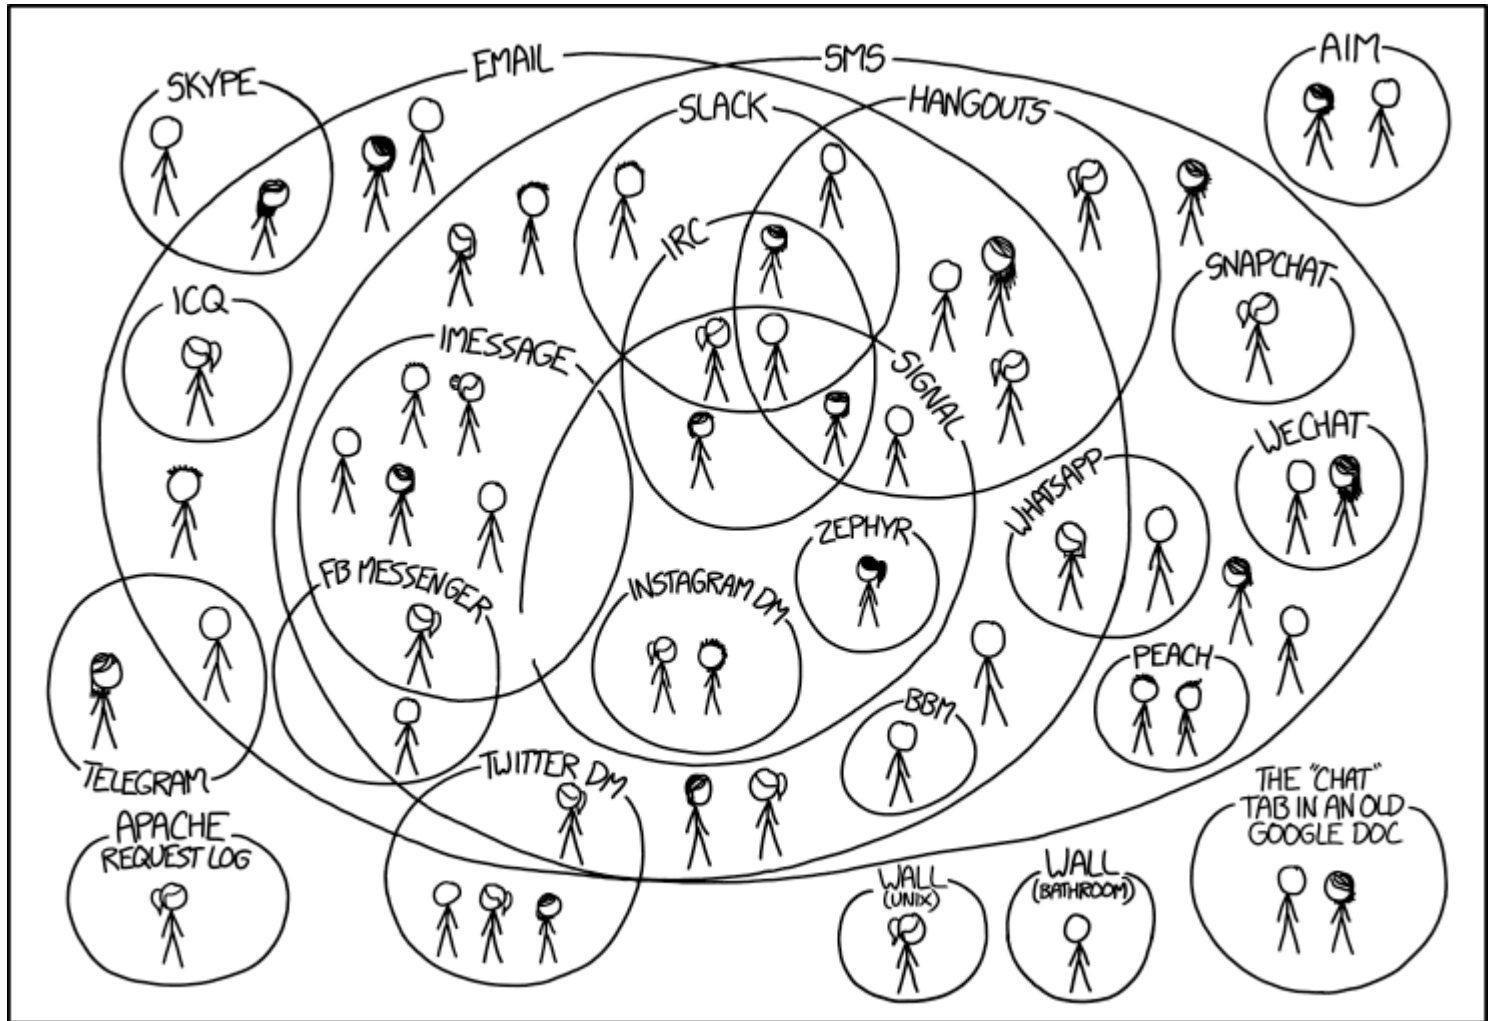 EMAIL
SMS
AIM
SKYPE
SLACK
HANGOUTS
IRC
SNAPCHAT
ICQ
IMESSAGE
SIGNAL
WECHAT
WHATSAPP
ZEPHYR
FB MESSENGER
INSTAGRAM DM
PEACH
BBM
TELEGRAM
TWITTER DM
THE "CHAT"
TAB IN AN OLD
GOOGLE DOC
APACHE
REQUEST LOG
WALL
(UNIX)
WALL
(BATHROOM)